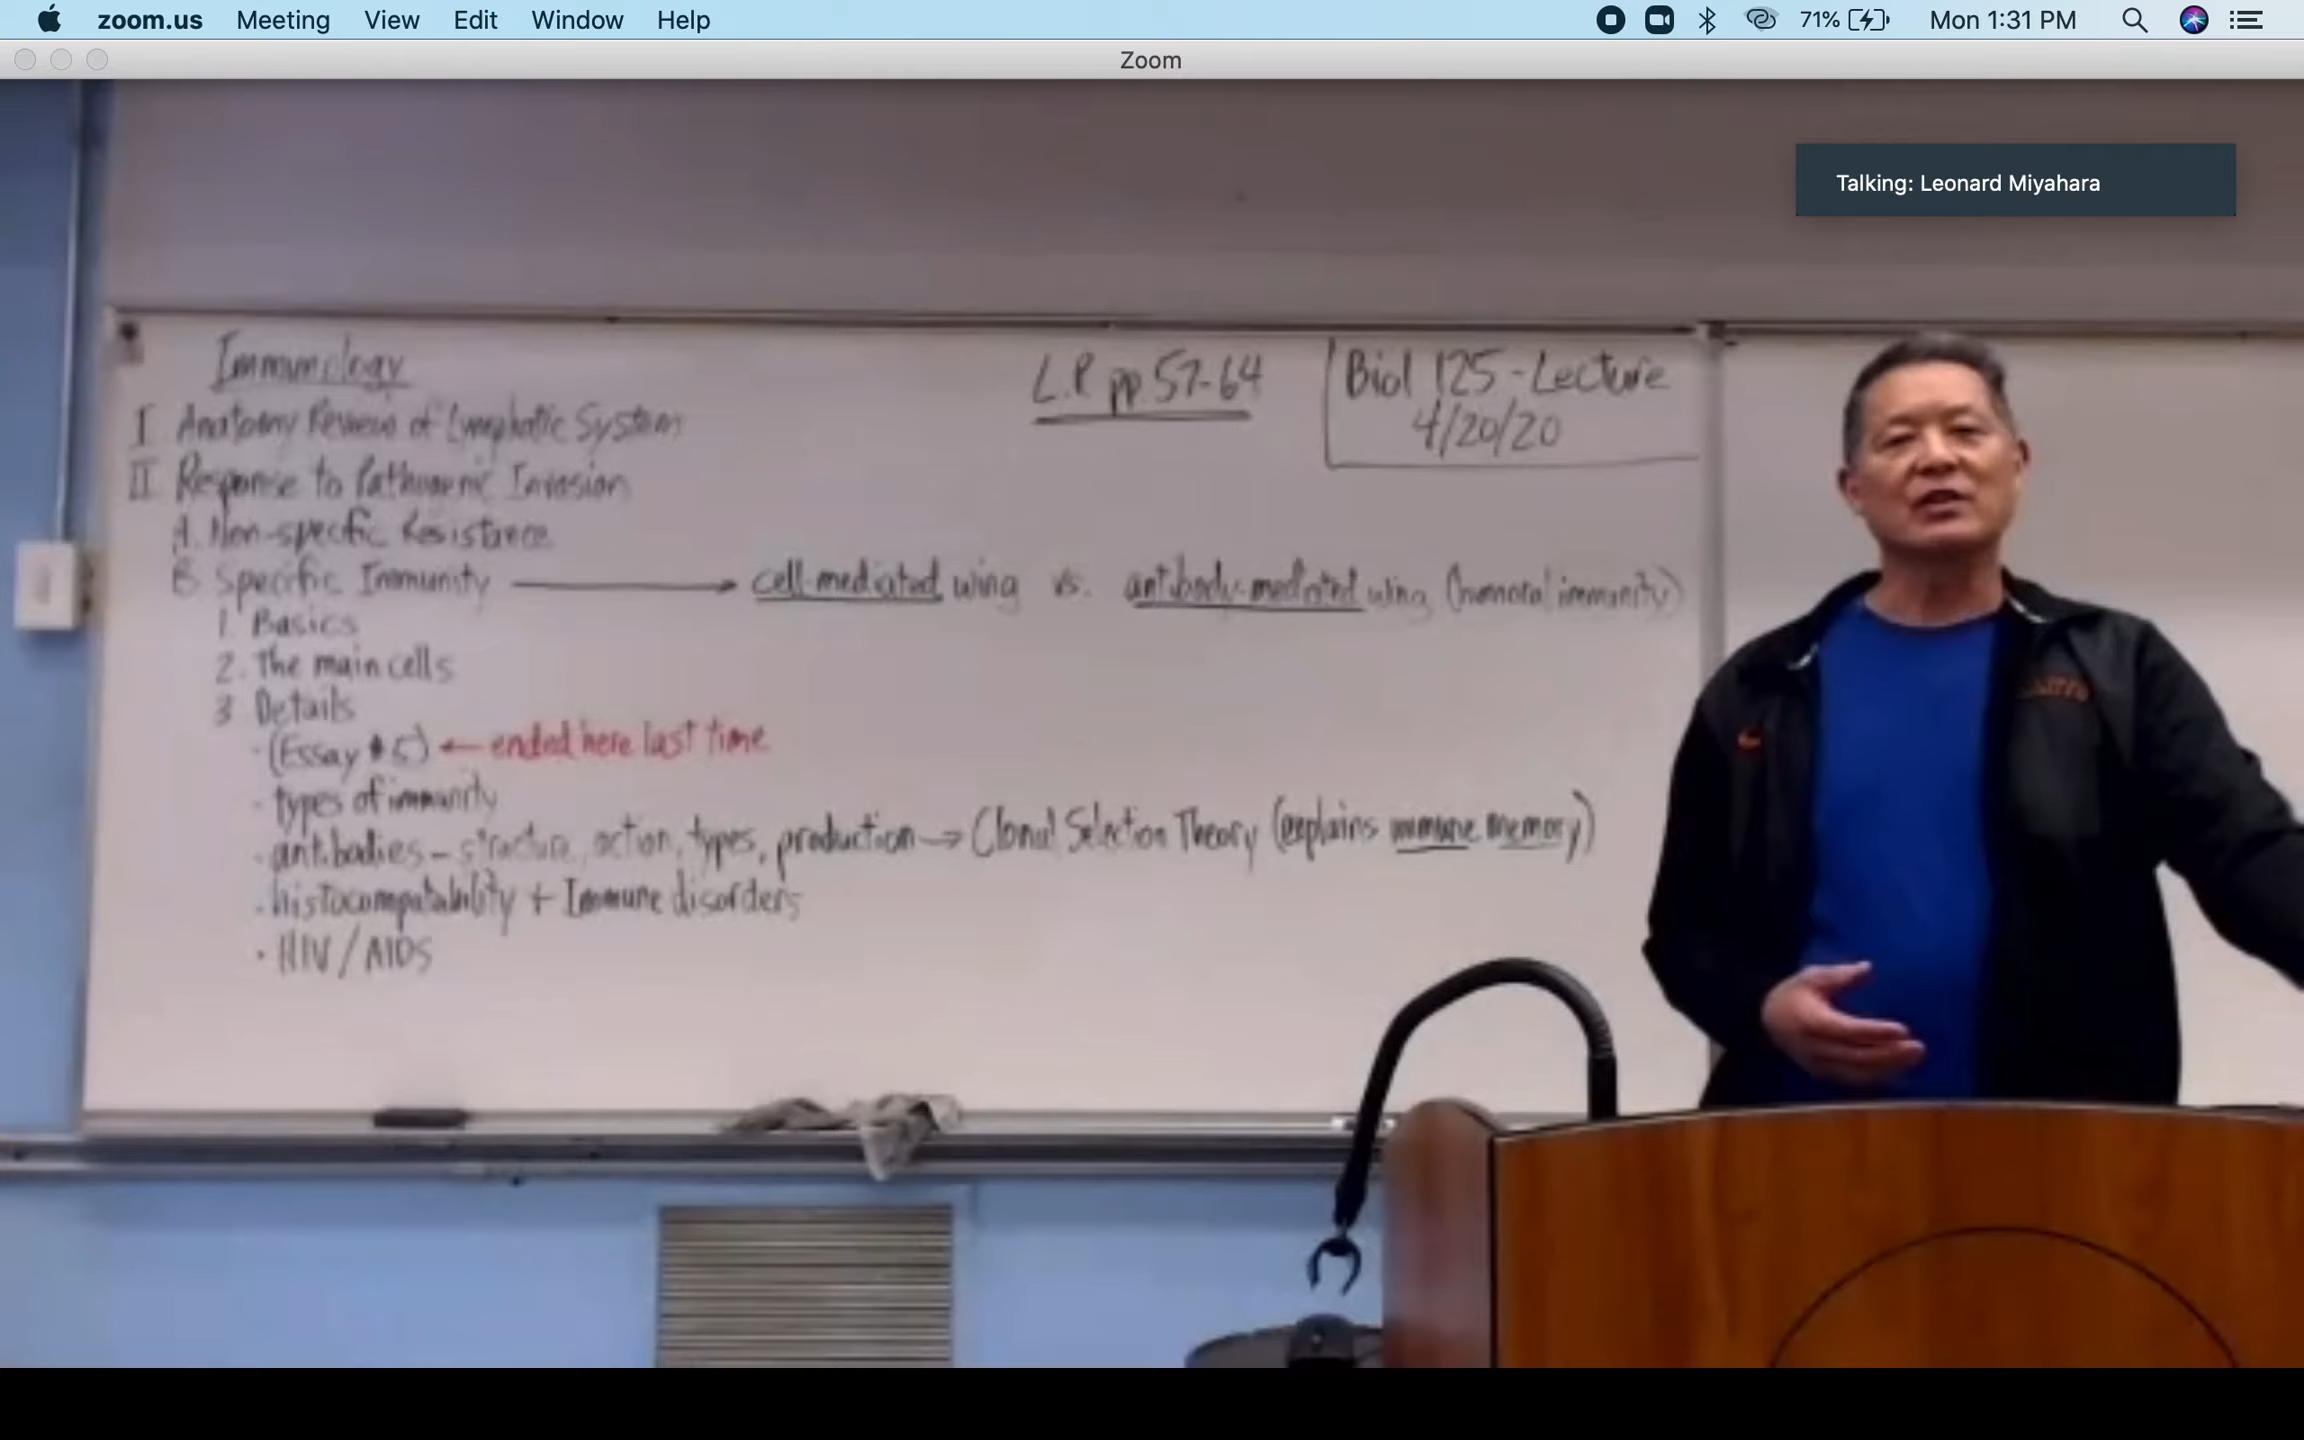 zoom.us Meeting View Edit Window Help 71% Mon 1:31 PM
Zoom
Talking: Leonard Miyahara
Immunology
L.P. pp. 57-64
Biol 125 - Lecture
4/20/20
I Anatomy Review of Lymphatic System
II Response to Pathogenic Invasion
A. Non-specific Resistance
B. Specific Immunity → cell-mediated wing vs. antibody-mediated wing (humoral immunity)
1. Basics
2. The main cells
3. Details
· (Essay #5) ← ended here last time
· types of immunity
· antibodies - structure, action, types, production → Clonal Selection Theory (explains immune memory)
· histocompatability + Immune disorders
· HIV/AIDS